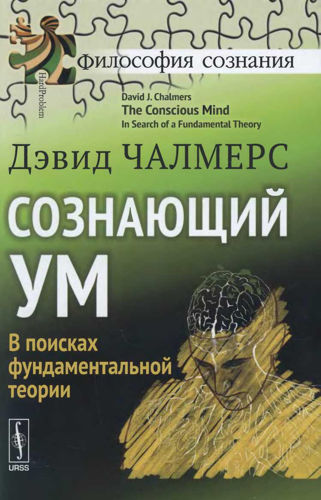 Философия сознания
HardProblem
David J. Chalmers
The Conscious Mind
In Search of a Fundamental Theory
Дэвид ЧАЛМЕРС
СОЗНАЮЩИЙ
УМ
В поисках
фундаментальной
теории
URSS